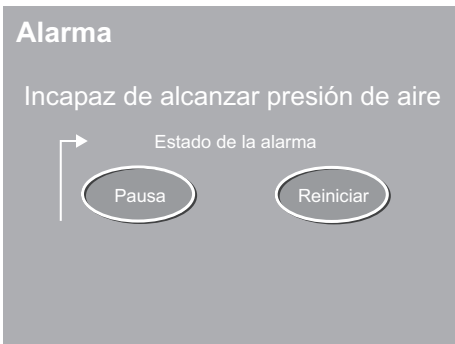 Alarma
Incapaz de alcanzar presión de aire
Estado de la alarma
Pausa
Reiniciar